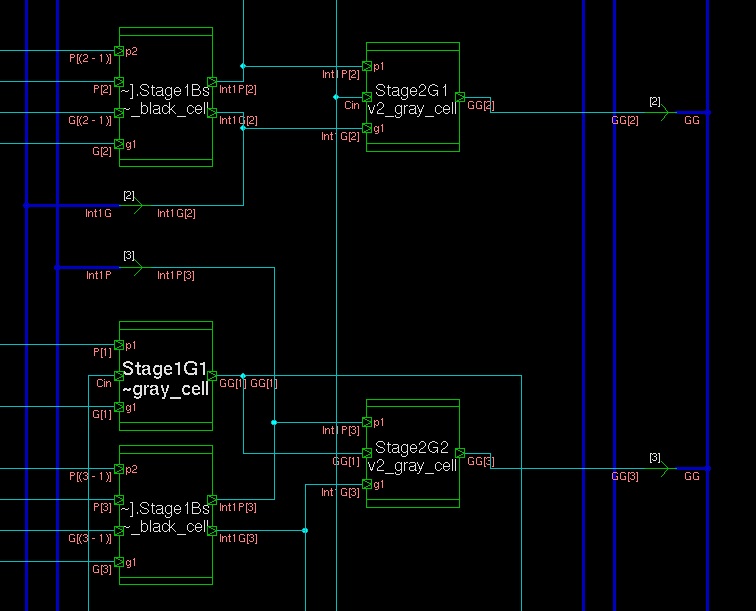 P[(2 - 1)]
p2
P[2]
~].Stage1Bs
Int1P[2]
G[(2 - 1)]
~_black_cell
Int1G[2]
G[2]
g1
Int1P[2]
p1
Stage2G1
Cin
v2_gray_cell
GG[2]
Int1G[2]
g1
[2]
GG[2]
GG
[2]
Int1G
Int1G[2]
[3]
Int1P
Int1P[3]
P[1]
p1
Stage1G1
Cin
~gray_cell
GG[1] GG[1]
G[1]
g1
Int1P[3]
p1
Stage2G2
GG[1]
v2_gray_cell
GG[3]
Int1G[3]
g1
[3]
GG[3]
GG
P[(3 - 1)]
p2
P[3]
~].Stage1Bs
Int1P[3]
G[(3 - 1)]
~_black_cell
Int1G[3]
G[3]
g1